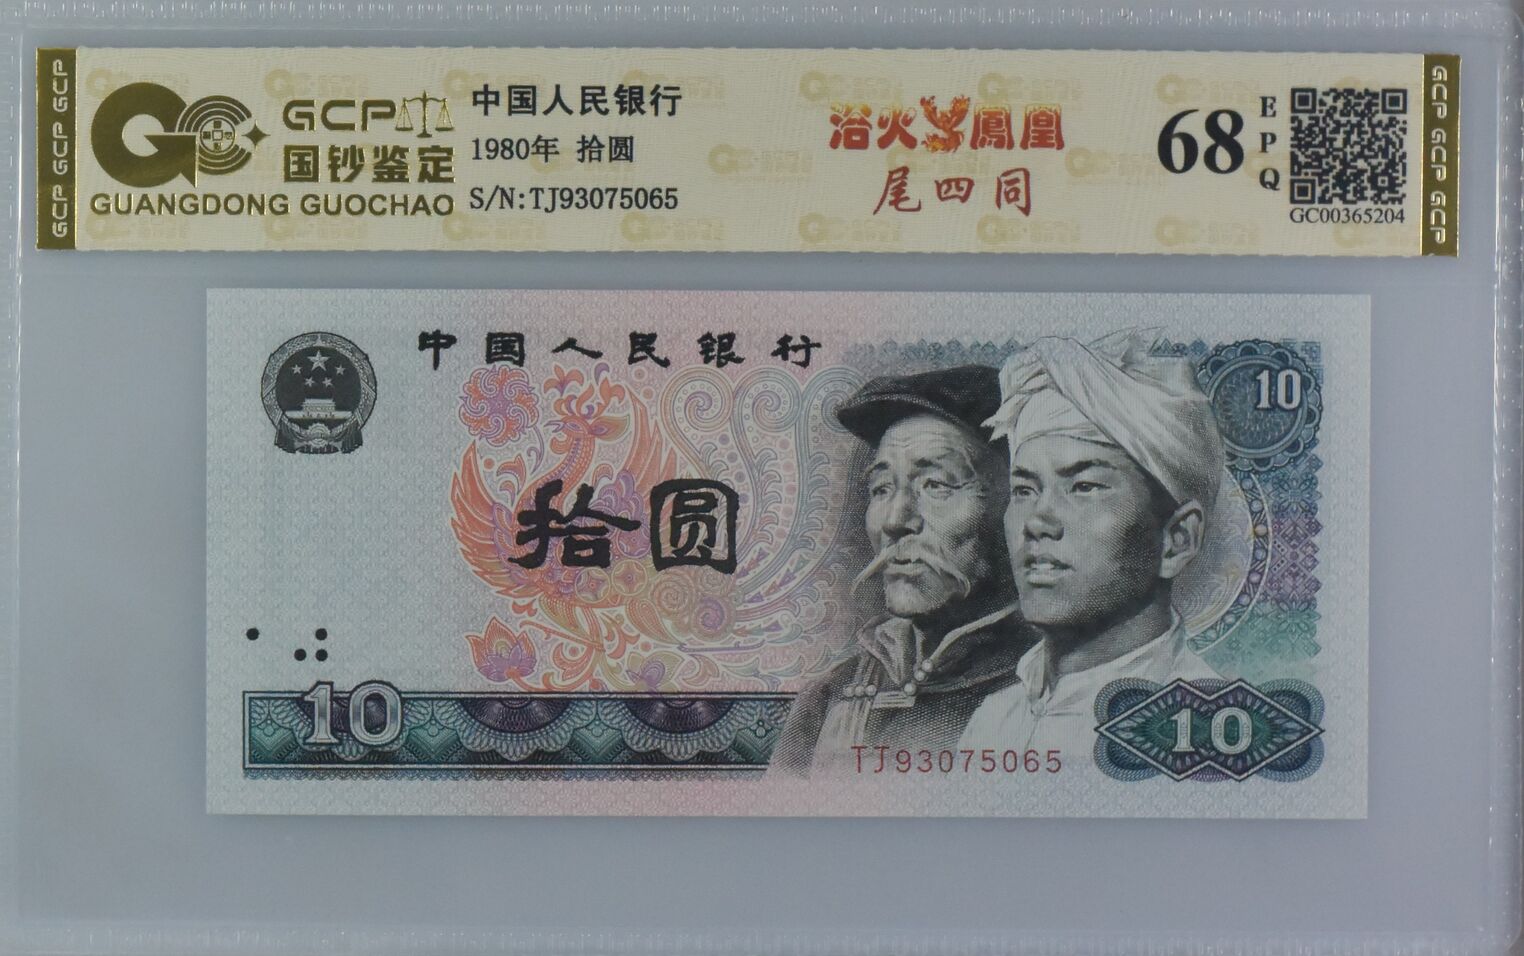 GCP
国钞鉴定
GUANGDONG GUOCHAO
中国人民银行
1980年 拾圆
S/N:TJ93075065
浴火鳳凰
尾四同
68
EPQ
GC00365204
GCP GCP GCP
GCP GCP GCP
中国人民银行
10
拾圆
10
10
TJ93075065